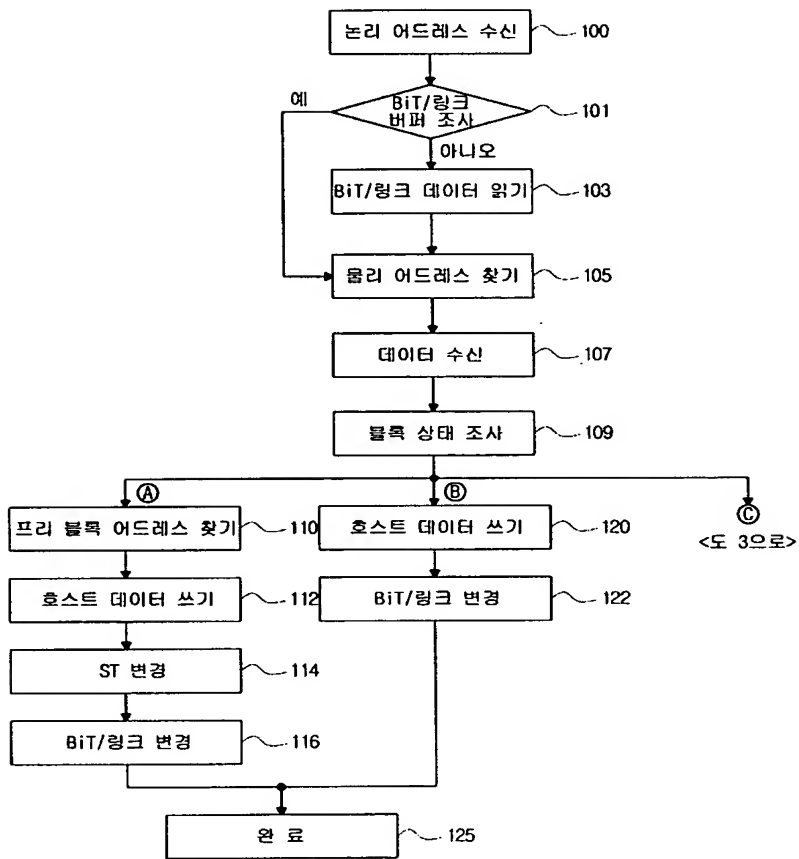 논리 어드레스 수신
100
BiT/링크
버퍼 조사
101
예
아니오
BiT/링크 데이터 읽기
103
물리 어드레스 찾기
105
데이터 수신
107
블록 상태 조사
109
Ⓐ
Ⓑ
Ⓒ
<도 3으로>
프리 블록 어드레스 찾기
110
호스트 데이터 쓰기
120
호스트 데이터 쓰기
112
BiT/링크 변경
122
ST 변경
114
BiT/링크 변경
116
완 료
125